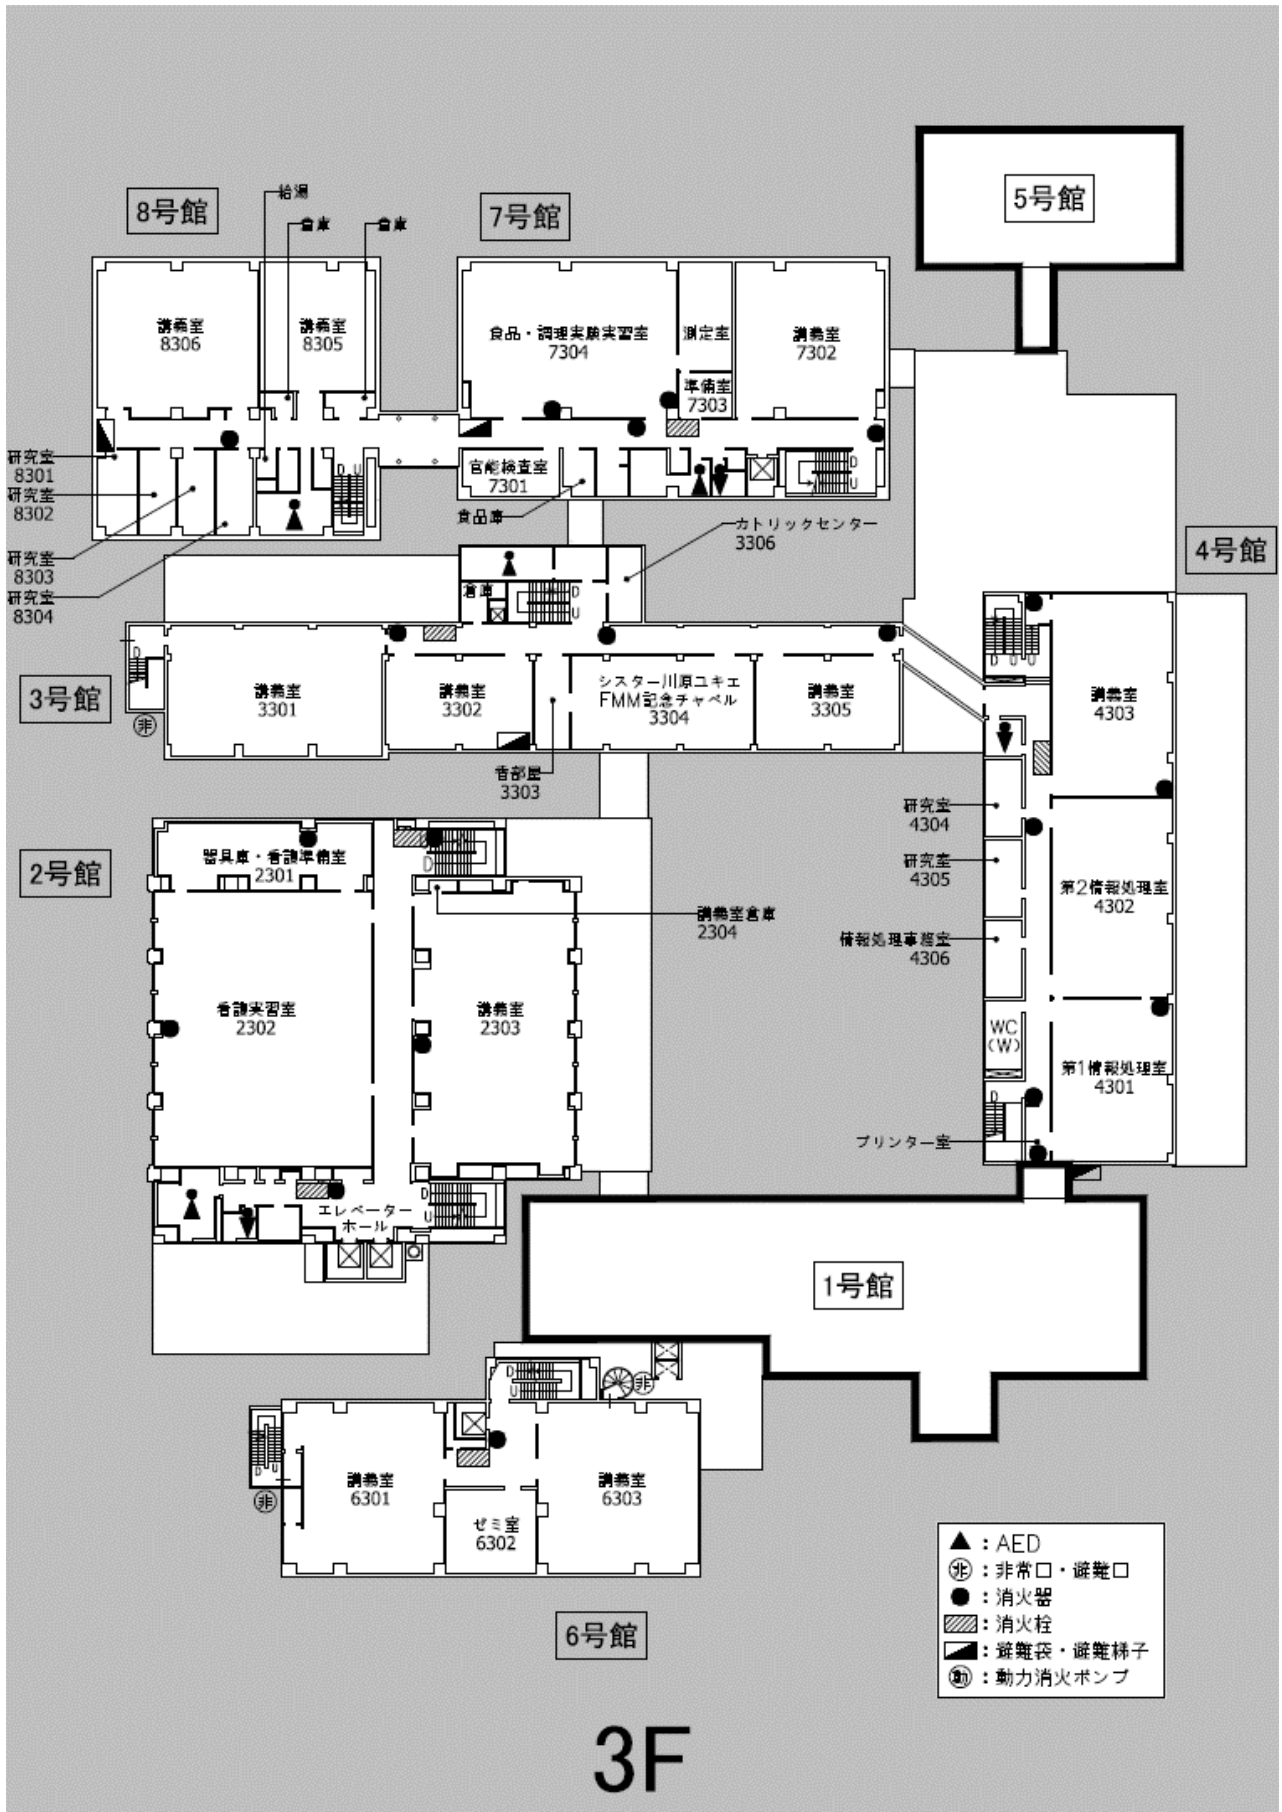 5号館
8号館
給湯
倉庫
倉庫
7号館
講義室
8306
講義室
8305
食品・調理実験実習室
7304
測定室
講義室
7302
準備室
7303
研究室
8301
研究室
8302
研究室
8303
研究室
8304
D U
官能検査室
7301
食品庫
D
U
カトリックセンター
3306
4号館
倉庫
D
U
3号館
D
非
講義室
3301
講義室
3302
シスター川原ユキエ
FMM記念チャペル
3304
講義室
3305
香部屋
3303
D U U
講義室
4303
研究室
4304
研究室
4305
情報処理事務室
4306
第2情報処理室
4302
WC
(W)
第1情報処理室
4301
D
プリンター室
2号館
器具庫・看護準備室
2301
U
D
講義室倉庫
2304
看護実習室
2302
講義室
2303
エレベーター
ホール
D
U
1号館
D
U
非
D U
非
講義室
6301
ゼミ室
6302
講義室
6303
6号館
▲：AED
非：非常口・避難口
●：消火器
：消火栓
：避難袋・避難梯子
動：動力消火ポンプ
3F